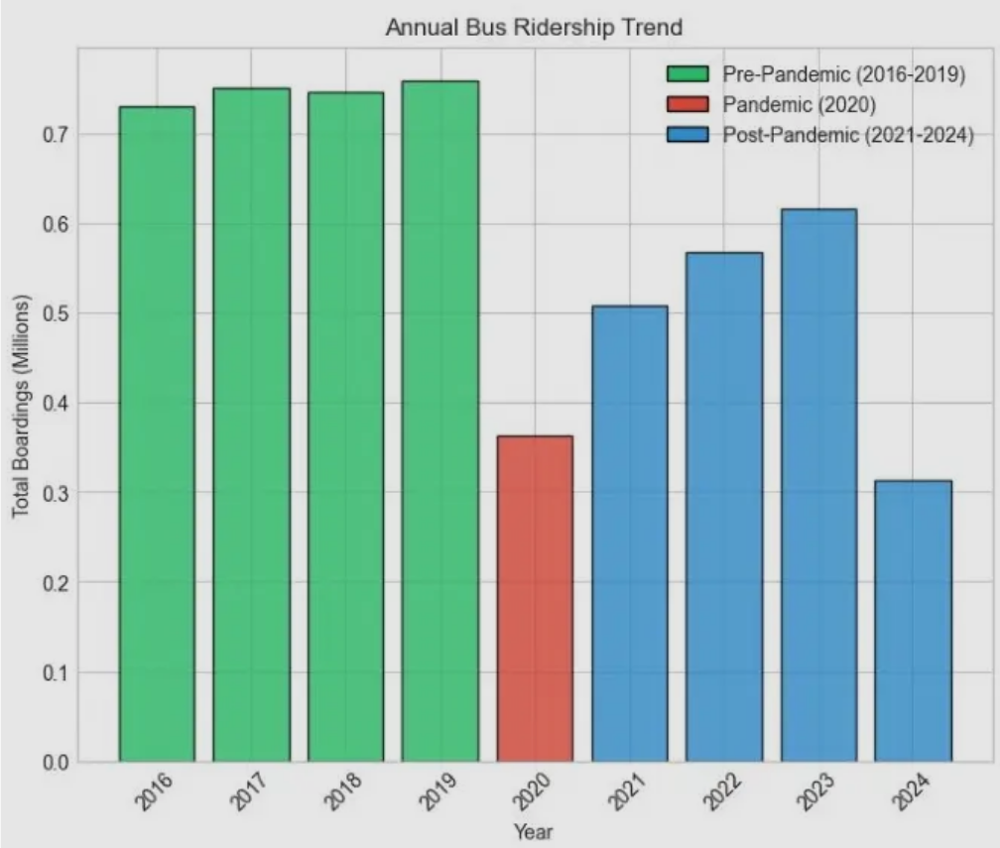 Annual Bus Ridership Trend
Pre-Pandemic (2016-2019)
Pandemic (2020)
Post-Pandemic (2021-2024)
Total Boardings (Millions)
0.7
0.6
0.5
0.4
0.3
0.2
0.1
0.0
2016
2017
2018
2019
2020
2021
2022
2023
2024
Year